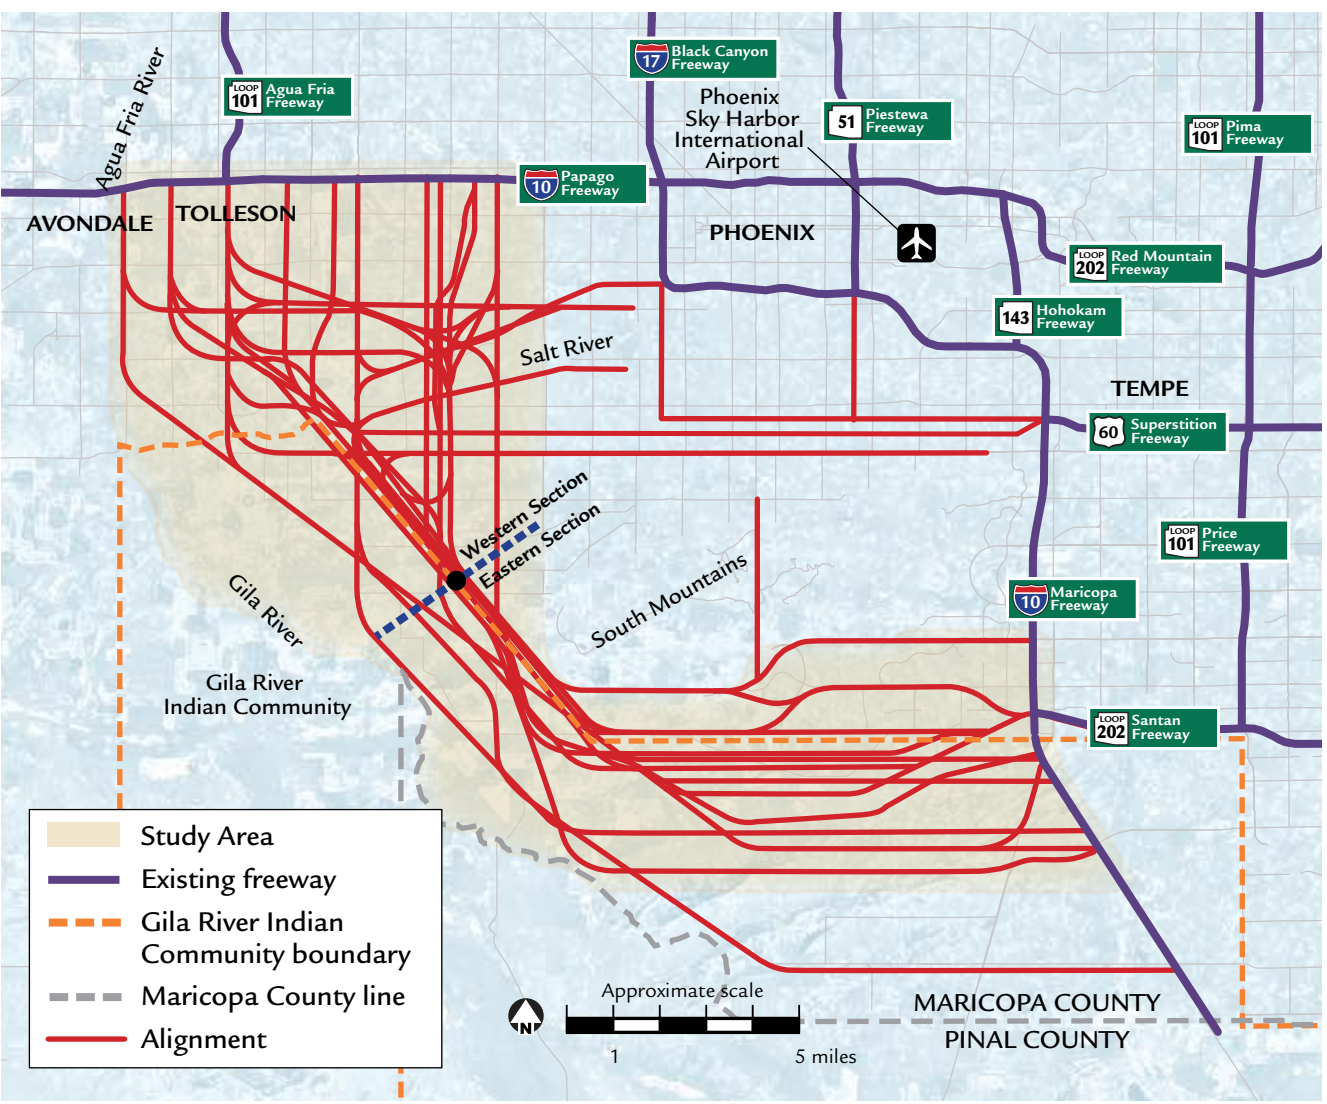 Agua Fria River
LOOP
101
Agua Fria
Freeway
17
Black Canyon
Freeway
Phoenix
Sky Harbor
International
Airport
51
Piestewa
Freeway
LOOP
101
Pima
Freeway
10
Papago
Freeway
AVONDALE
TOLLESON
PHOENIX
LOOP
202
Red Mountain
Freeway
143
Hohokam
Freeway
Salt River
TEMPE
60
Superstition
Freeway
Western Section
Eastern Section
LOOP
101
Price
Freeway
South Mountains
10
Maricopa
Freeway
Gila River
Gila River
Indian Community
LOOP
202
Santan
Freeway
Study Area
Existing freeway
Gila River Indian
Community boundary
Maricopa County line
Alignment
N
Approximate scale
1
5 miles
MARICOPA COUNTY
PINAL COUNTY